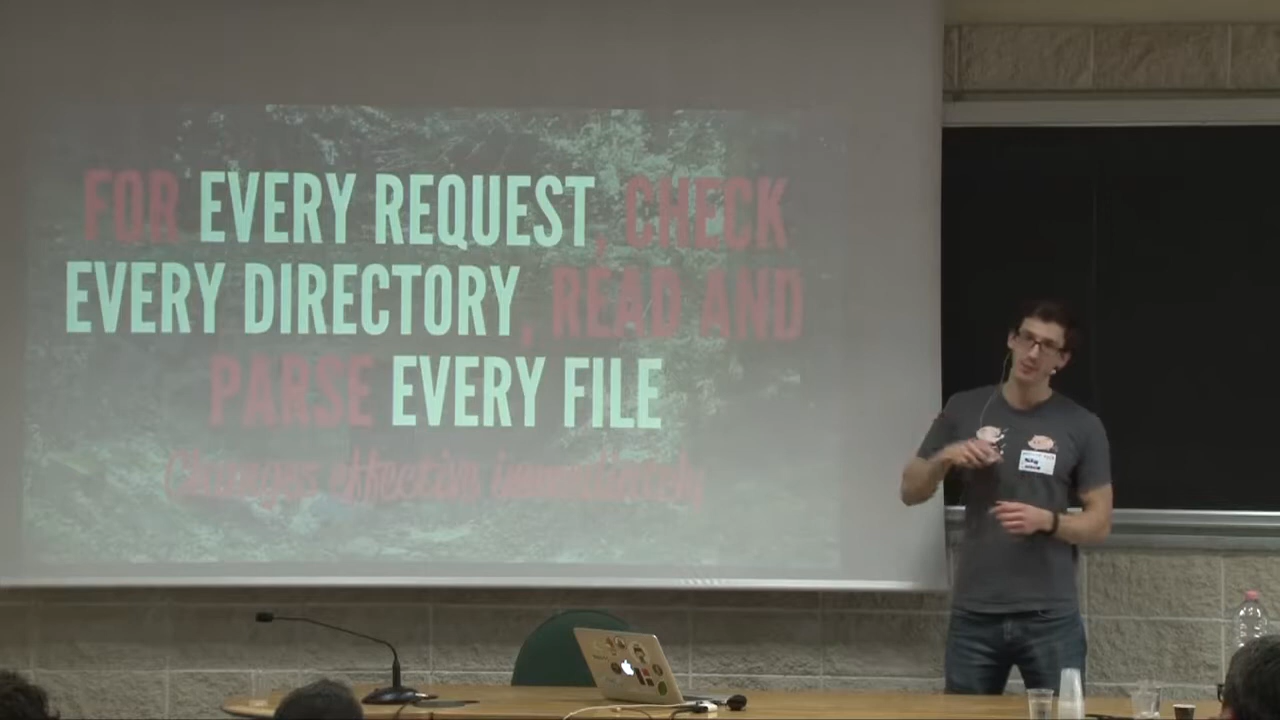 FOR EVERY REQUEST, CHECK
EVERY DIRECTORY, READ AND
PARSE EVERY FILE
Changes effective immediately